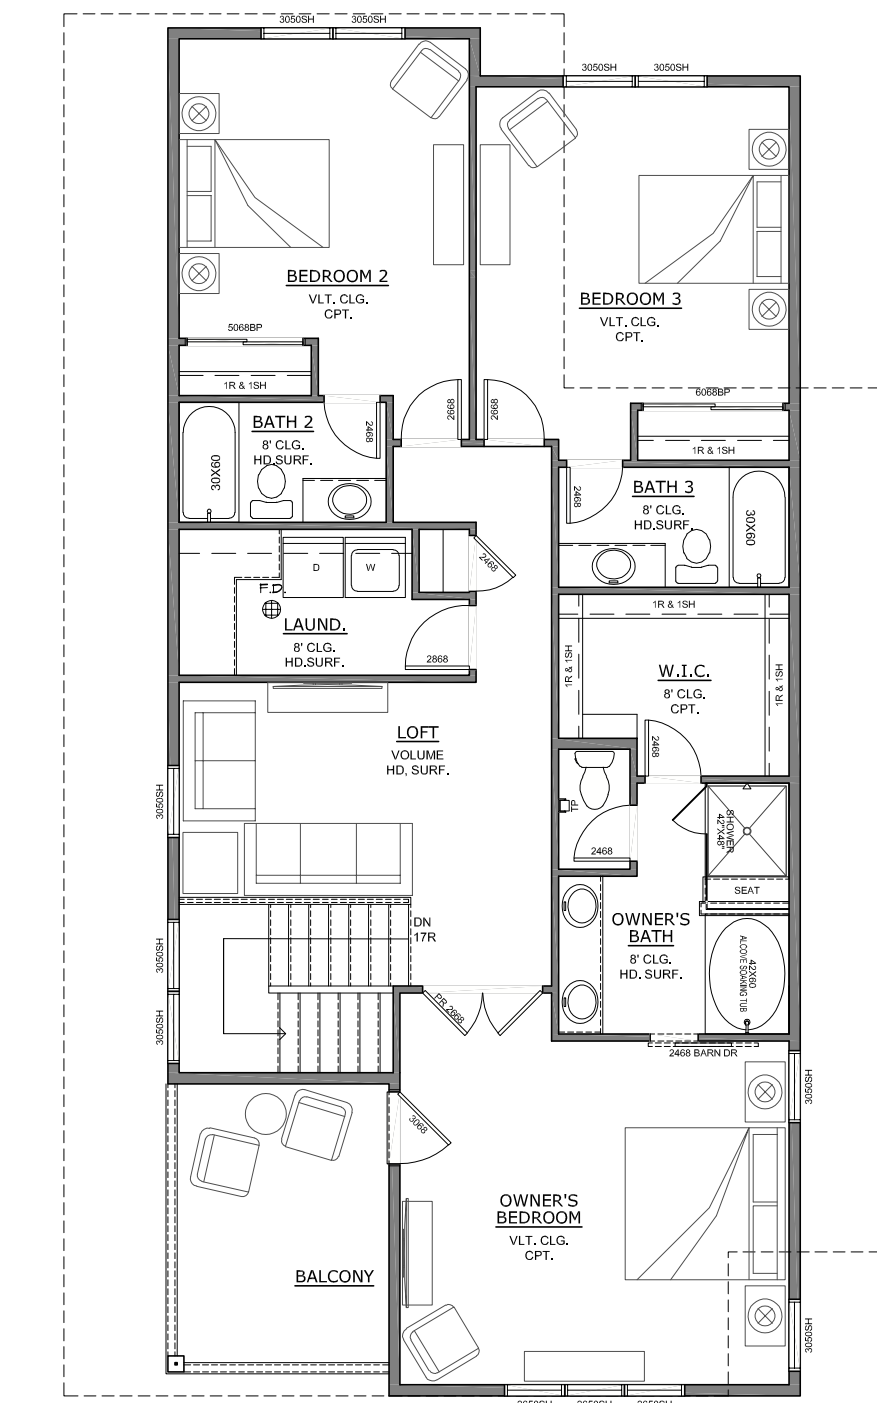 3050SH 3050SH
3050SH 3050SH
BEDROOM 2
VLT. CLG.
CPT.
BEDROOM 3
VLT. CLG.
CPT.
5068BP
1R & 1SH
6068BP
1R & 1SH
2668
2668
2468
BATH 2
8' CLG.
HD.SURF.
30X60
2468
BATH 3
8' CLG.
HD.SURF.
30X60
2468
D
W
F.D.
LAUND.
8' CLG.
HD.SURF.
2868
1R & 1SH
1R & 1SH
1R & 1SH
W.I.C.
8' CLG.
CPT.
2468
LOFT
VOLUME
HD, SURF.
3050SH
TP
2468
SHOWER
42"X48"
SEAT
OWNER'S
BATH
8' CLG.
HD. SURF.
42X60
ALCOVE SOAKING TUB
DN
17R
3050SH
3050SH
PR 2668
2468 BARN DR
3050SH
3068
OWNER'S
BEDROOM
VLT. CLG.
CPT.
BALCONY
3050SH
2650SH 2650SH 2650SH